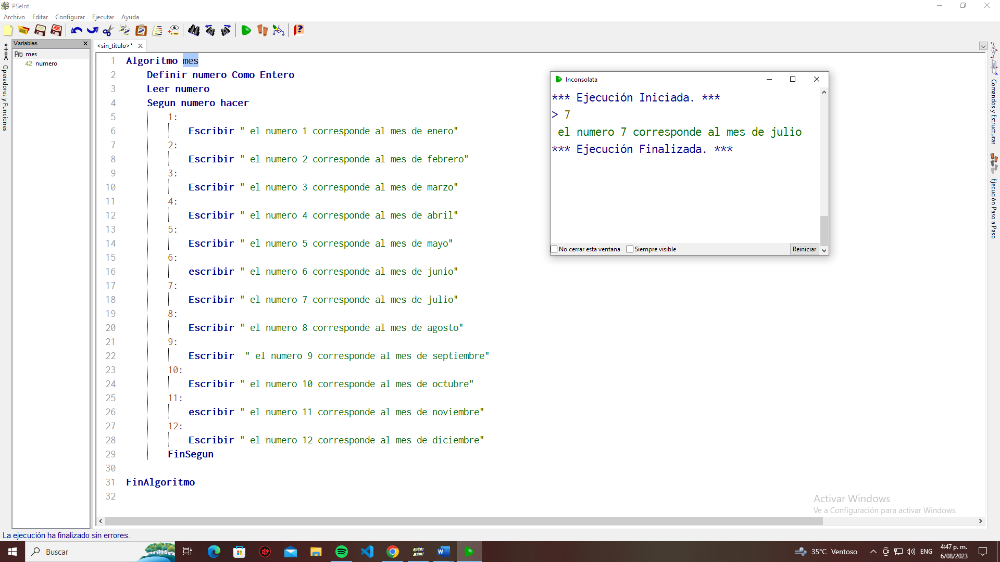 PSeInt
Archivo Editar Configurar Ejecutar Ayuda
Variables
<sin_titulo>*
Pro mes
42 numero
*+=< Operadores y Funciones
1 Algoritmo mes
2 Definir numero Como Entero
3 Leer numero
4 Segun numero hacer
5 1:
6 Escribir " el numero 1 corresponde al mes de enero"
7 2:
8 Escribir " el numero 2 corresponde al mes de febrero"
9 3:
10 Escribir " el numero 3 corresponde al mes de marzo"
11 4:
12 Escribir " el numero 4 corresponde al mes de abril"
13 5:
14 Escribir " el numero 5 corresponde al mes de mayo"
15 6:
16 escribir " el numero 6 corresponde al mes de junio"
17 7:
18 Escribir " el numero 7 corresponde al mes de julio"
19 8:
20 Escribir " el numero 8 corresponde al mes de agosto"
21 9:
22 Escribir  " el numero 9 corresponde al mes de septiembre"
23 10:
24 Escribir " el numero 10 corresponde al mes de octubre"
25 11:
26 escribir " el numero 11 corresponde al mes de noviembre"
27 12:
28 Escribir " el numero 12 corresponde al mes de diciembre"
29 FinSegun
30
31 FinAlgoritmo
32
Inconsolata
*** Ejecución Iniciada. ***
> 7
el numero 7 corresponde al mes de julio
*** Ejecución Finalizada. ***
No cerrar esta ventana Siempre visible Reiniciar
Comandos y Estructuras
Ejecución Paso a Paso
Activar Windows
Ve a Configuración para activar Windows.
La ejecución ha finalizado sin errores.
Buscar
35°C Ventoso
ENG
4:47 p. m.
6/08/2023